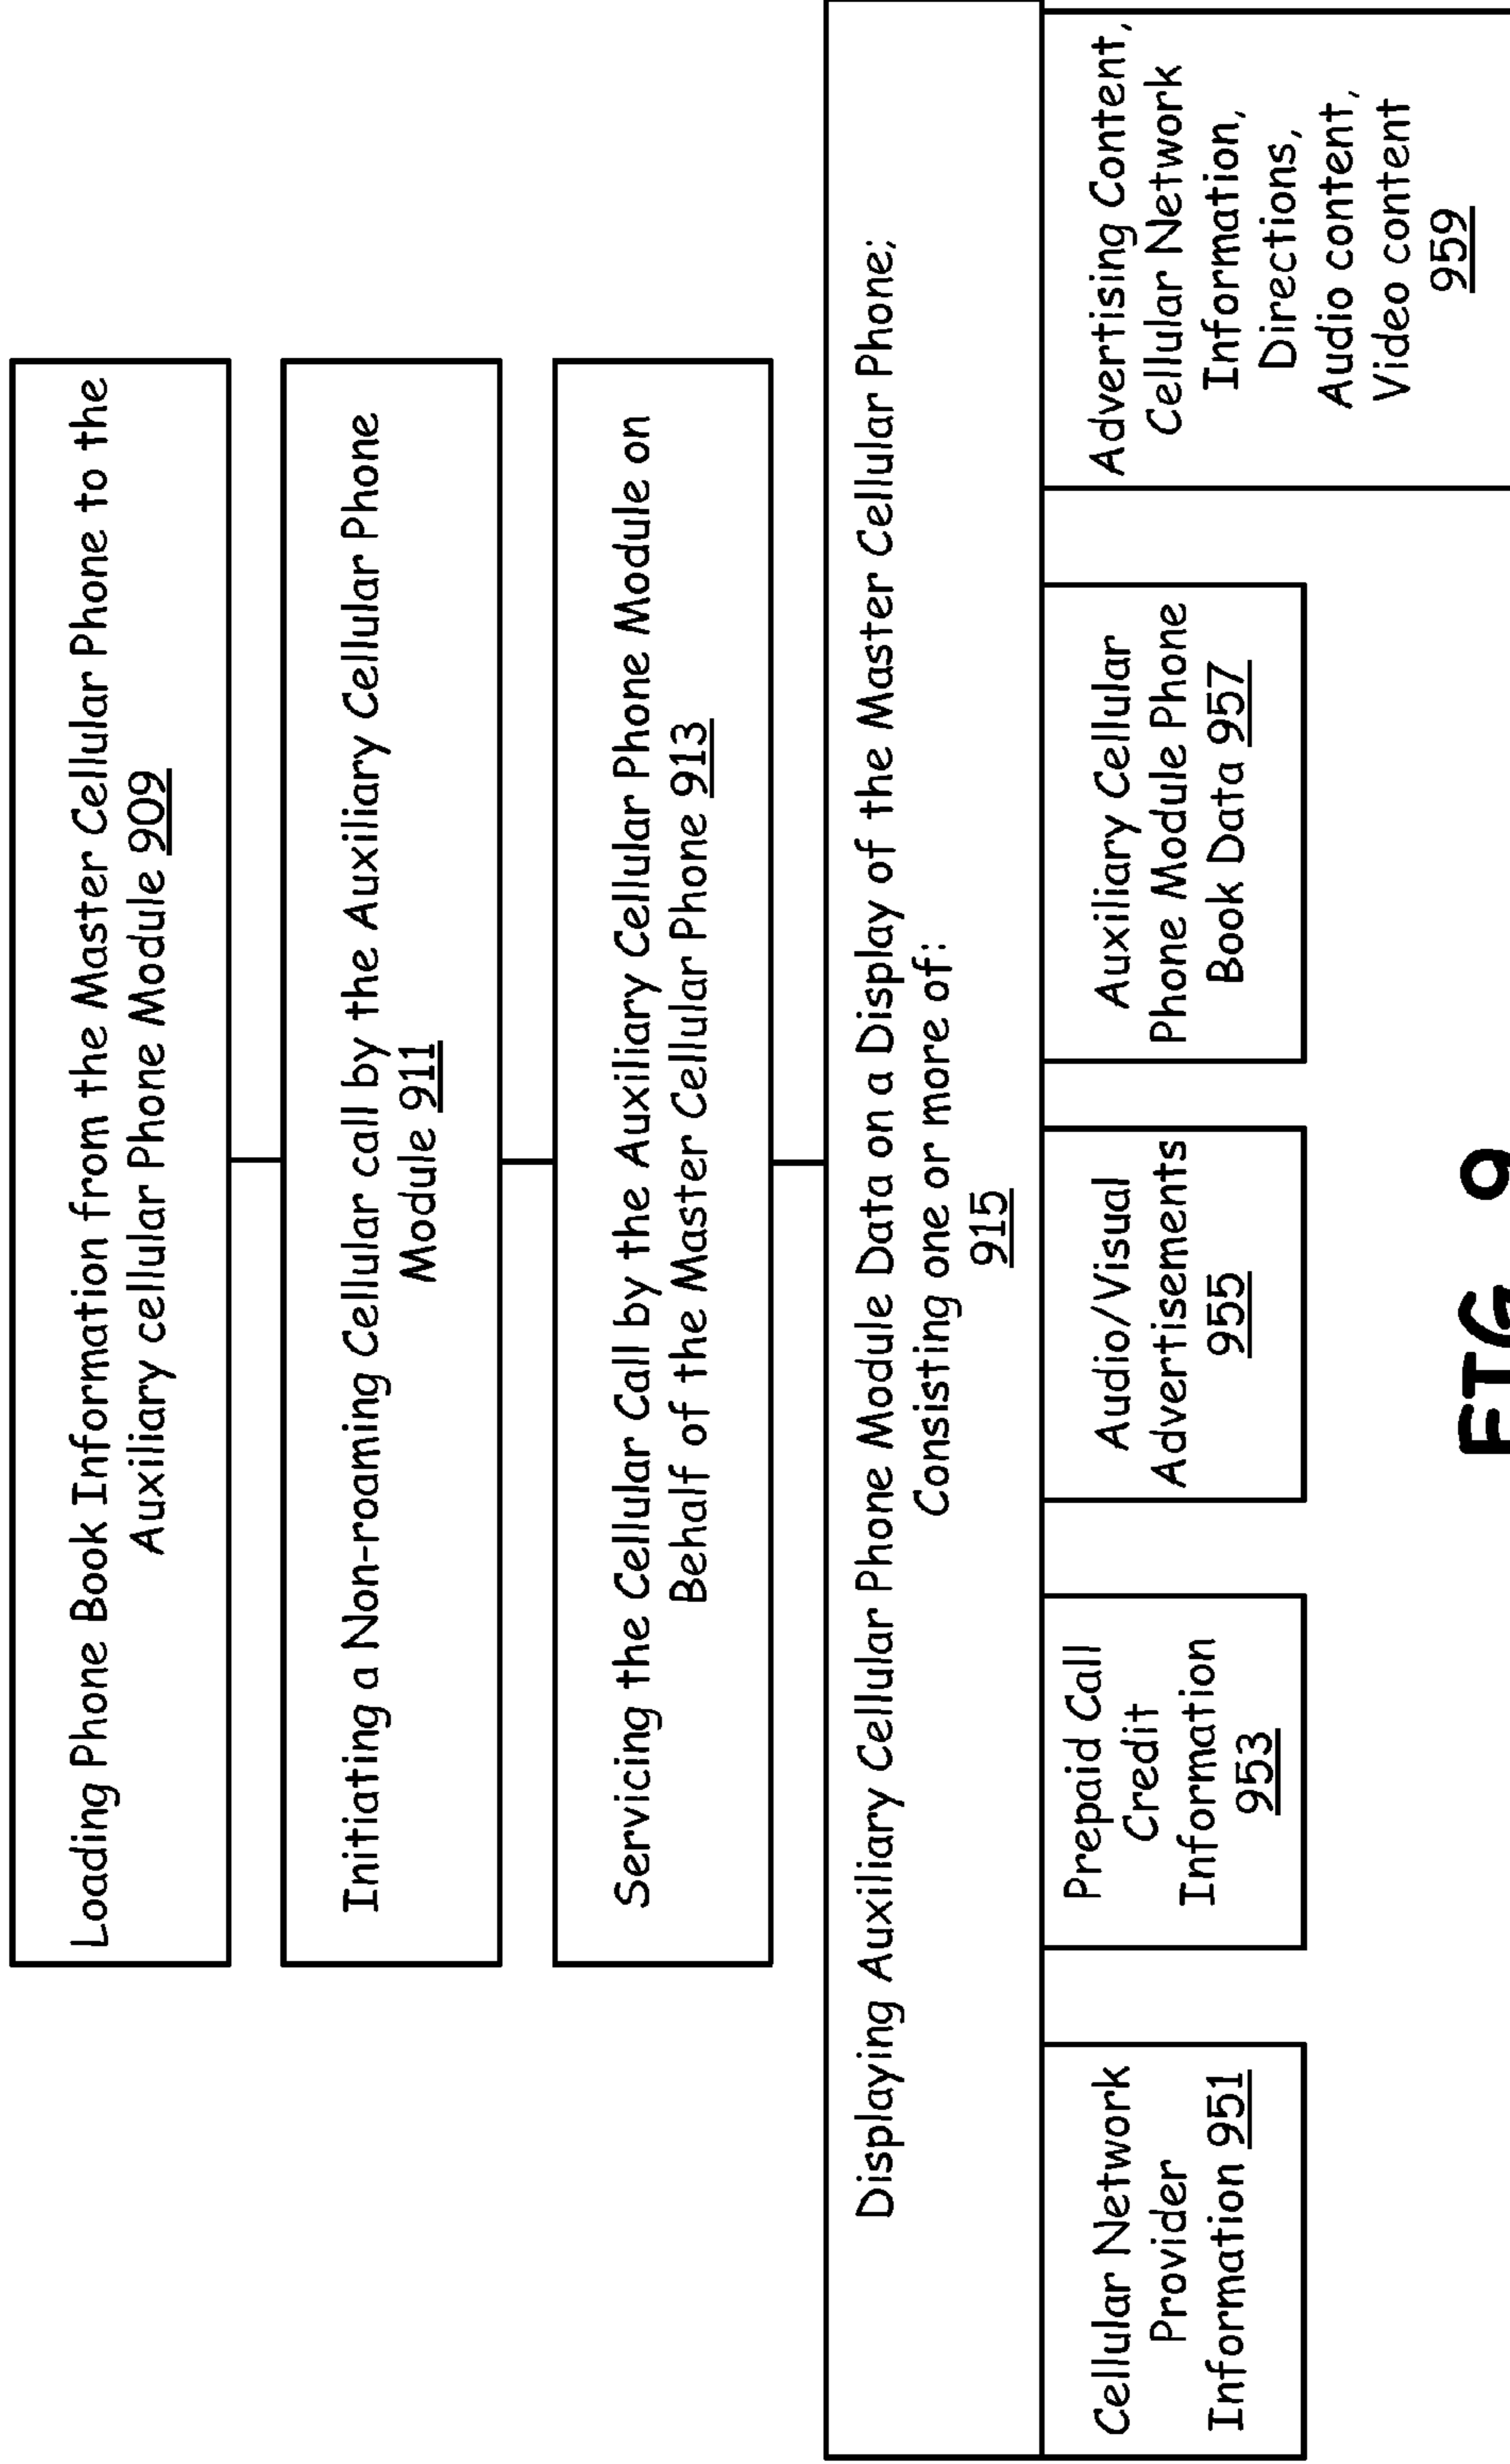 Loading Phone Book Information from the Master Cellular Phone to the
Auxiliary cellular Phone Module 909
Initiating a Non-roaming Cellular call by the Auxiliary Cellular Phone
Module 911
Servicing the Cellular Call by the Auxiliary Cellular Phone Module on
Behalf of the Master Cellular Phone 913
Displaying Auxiliary Cellular Phone Module Data on a Display of the Master Cellular Phone;
Consisting one or more of:
915
Cellular Network
Provider
Information 951
Prepaid Call
Credit
Information
953
Audio/Visual
Advertisements
955
Auxiliary Cellular
Phone Module Phone
Book Data 957
Advertising Content,
Cellular Network
Information,
Directions,
Audio content,
Video content
959
FIG 9